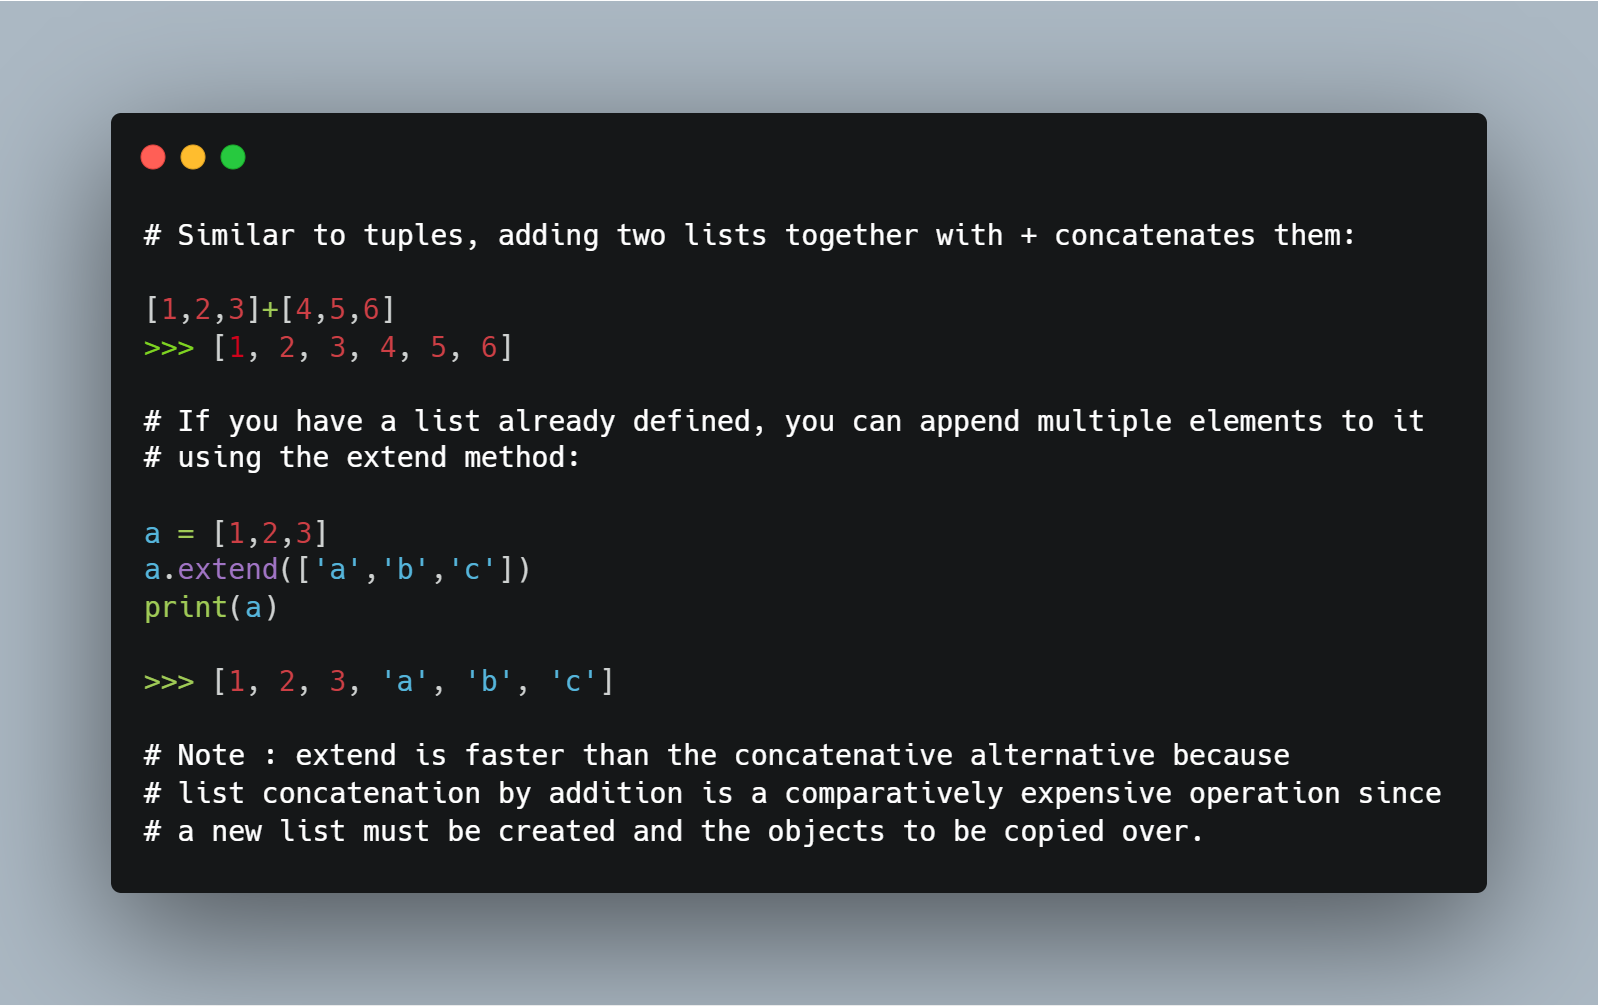 # Similar to tuples, adding two lists together with + concatenates them:
[1,2,3]+[4,5,6]
>>> [1, 2, 3, 4, 5, 6]
# If you have a list already defined, you can append multiple elements to it
# using the extend method:
a = [1,2,3]
a.extend(['a','b','c'])
print(a)
>>> [1, 2, 3, 'a', 'b', 'c']
# Note : extend is faster than the concatenative alternative because
# list concatenation by addition is a comparatively expensive operation since
# a new list must be created and the objects to be copied over.